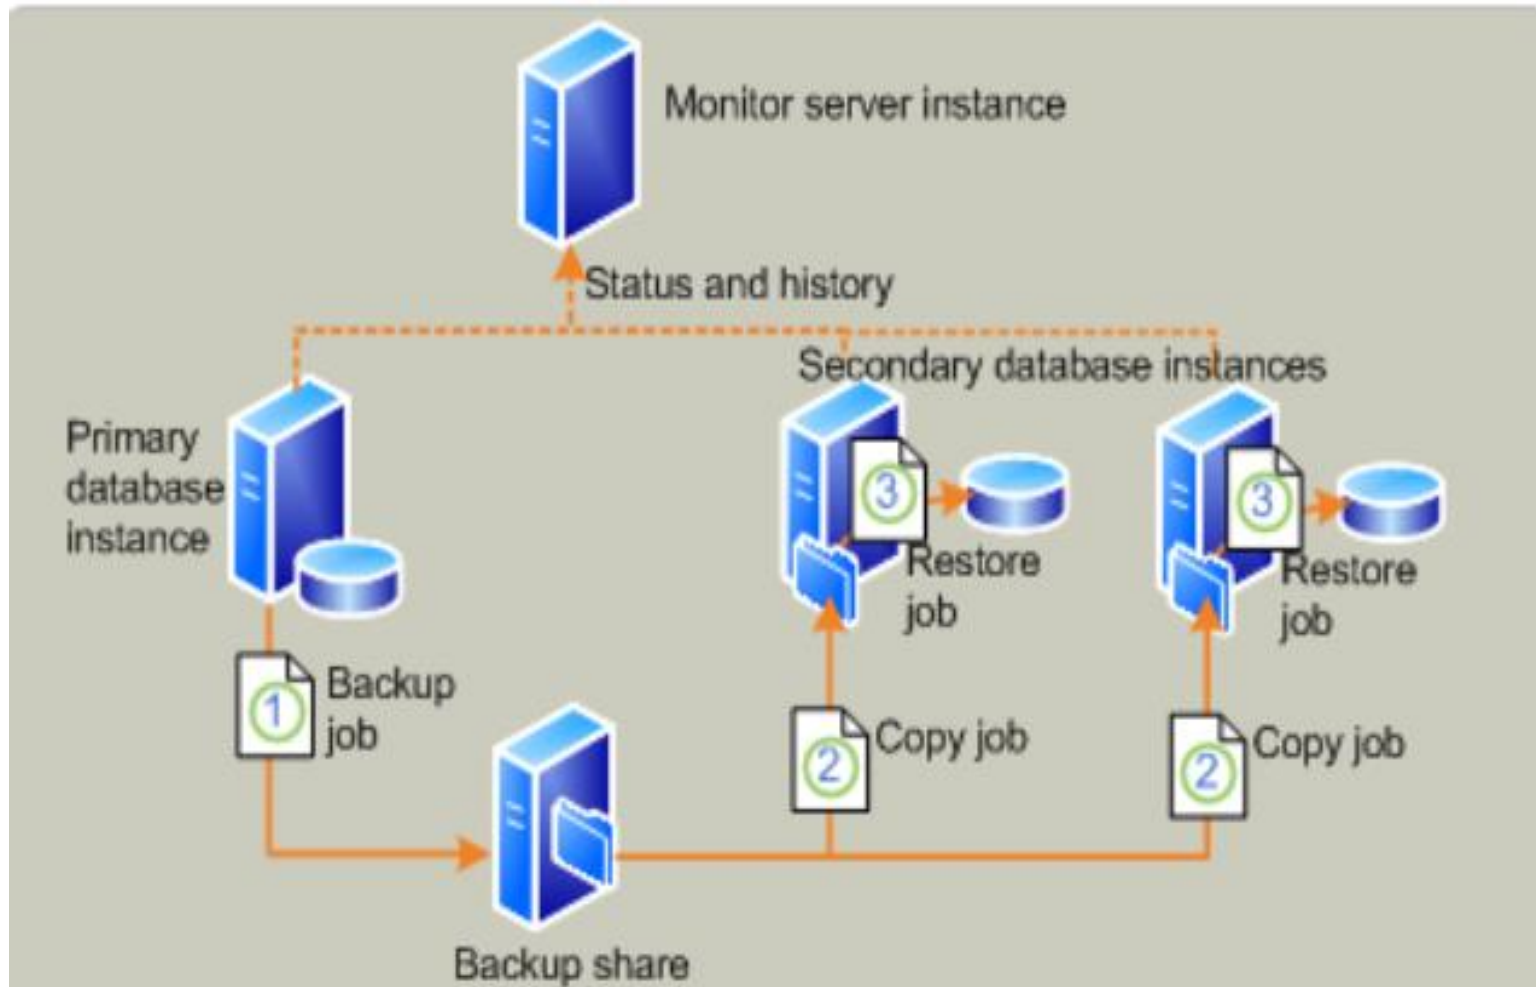 Monitor server instance
Status and history
Secondary database instances
Primary
database
instance
3
Restore
job
3
Restore
job
1
Backup
job
2
Copy job
2
Copy job
Backup share